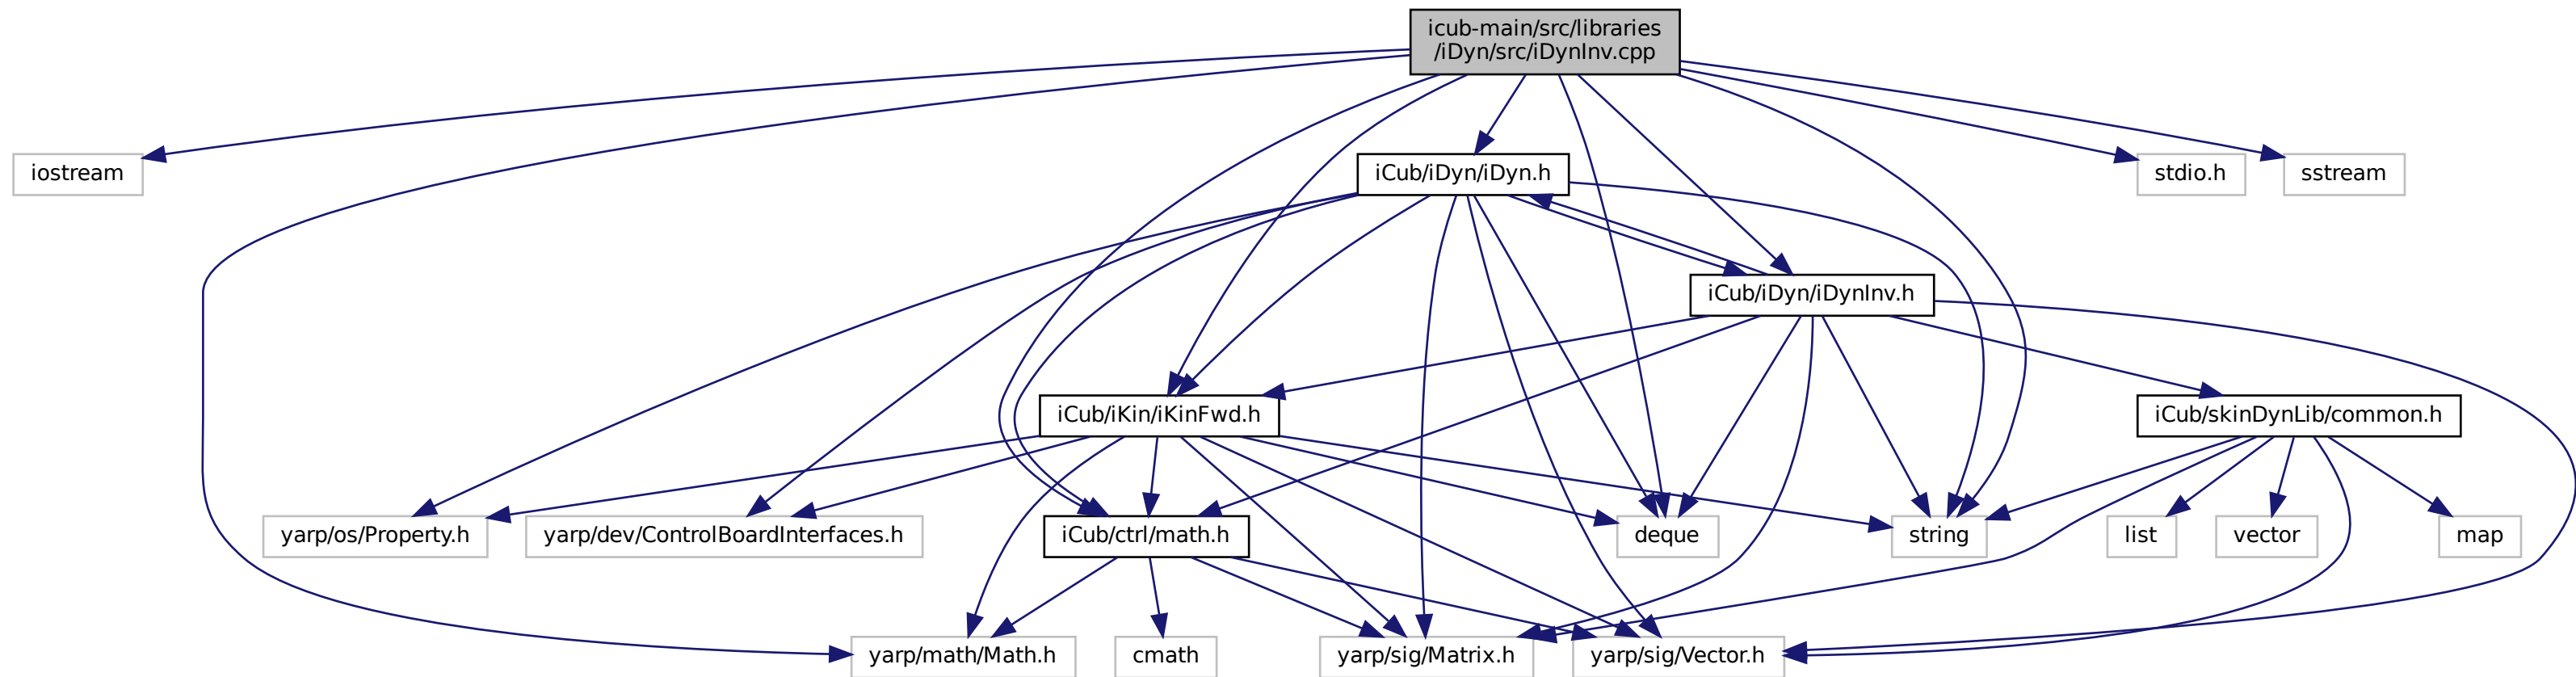 icub-main/src/libraries
/iDyn/src/iDynInv.cpp
iostream
iCub/iDyn/iDyn.h
stdio.h
sstream
iCub/iDyn/iDynInv.h
iCub/iKin/iKinFwd.h
iCub/skinDynLib/common.h
yarp/os/Property.h
yarp/dev/ControlBoardInterfaces.h
iCub/ctrl/math.h
deque
string
list
vector
map
yarp/math/Math.h
cmath
yarp/sig/Matrix.h
yarp/sig/Vector.h